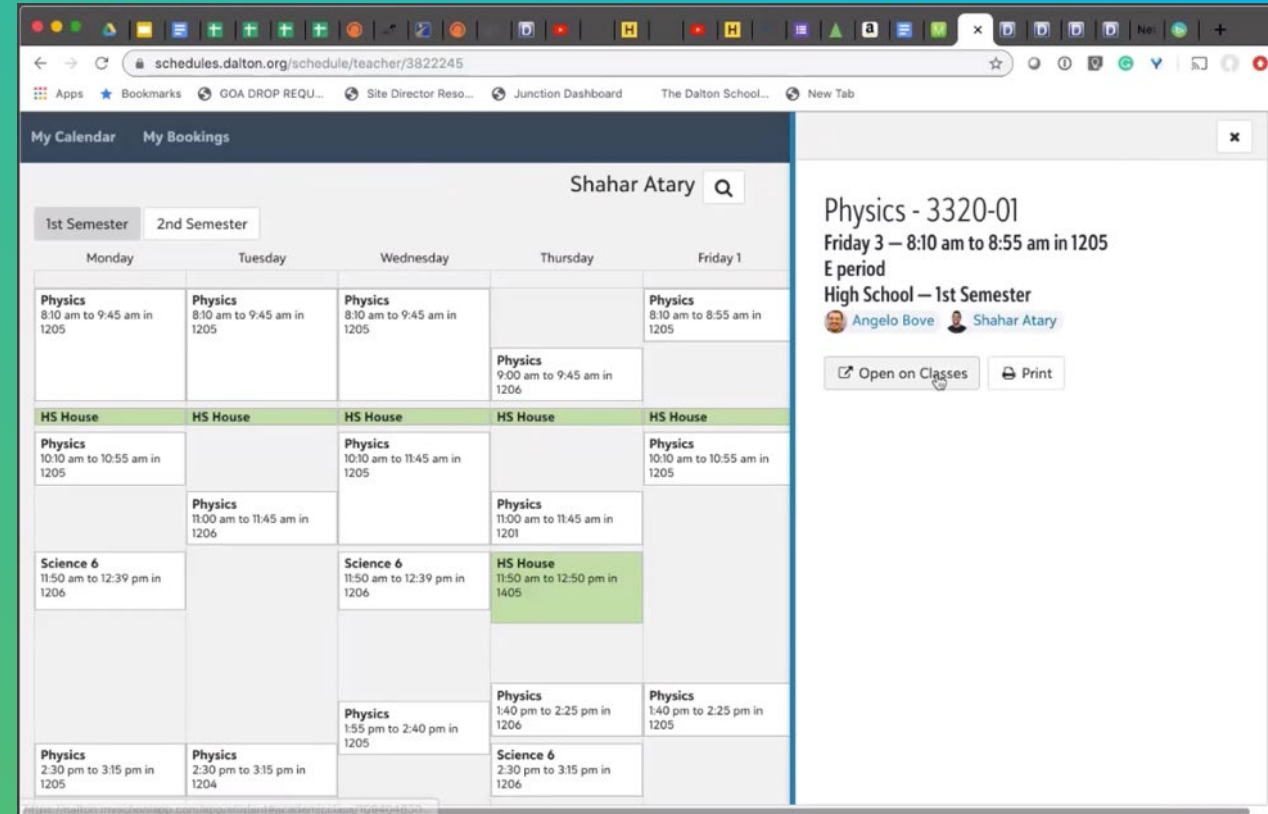 H
D
H
a
M
D
D
D
D
schedules.dalton.org/schedule/teacher/3822245
Apps
Bookmarks
GOA DROP REQU...
Site Director Reso...
Junction Dashboard
The Dalton School...
New Tab
My Calendar
My Bookings
Shahar Atary
1st Semester
2nd Semester
Monday
Tuesday
Wednesday
Thursday
Friday 1
Physics
8:10 am to 9:45 am in
1205
Physics
8:10 am to 9:45 am in
1205
Physics
8:10 am to 9:45 am in
1205
Physics
8:10 am to 8:55 am in
1205
Physics
9:00 am to 9:45 am in
1206
HS House
HS House
HS House
HS House
HS House
Physics
10:10 am to 10:55 am in
1205
Physics
10:10 am to 11:45 am in
1205
Physics
10:10 am to 10:55 am in
1205
Physics
11:00 am to 11:45 am in
1206
Physics
11:00 am to 11:45 am in
1201
Science 6
11:50 am to 12:39 pm in
1206
Science 6
11:50 am to 12:39 pm in
1206
HS House
11:50 am to 12:50 pm in
1405
Physics
1:40 pm to 2:25 pm in
1206
Physics
1:40 pm to 2:25 pm in
1205
Physics
1:55 pm to 2:40 pm in
1205
Physics
2:30 pm to 3:15 pm in
1205
Physics
2:30 pm to 3:15 pm in
1204
Science 6
2:30 pm to 3:15 pm in
1206
Physics - 3320-01
Friday 3 — 8:10 am to 8:55 am in 1205
E period
High School — 1st Semester
Angelo Bove
Shahar Atary
Open on Classes
Print